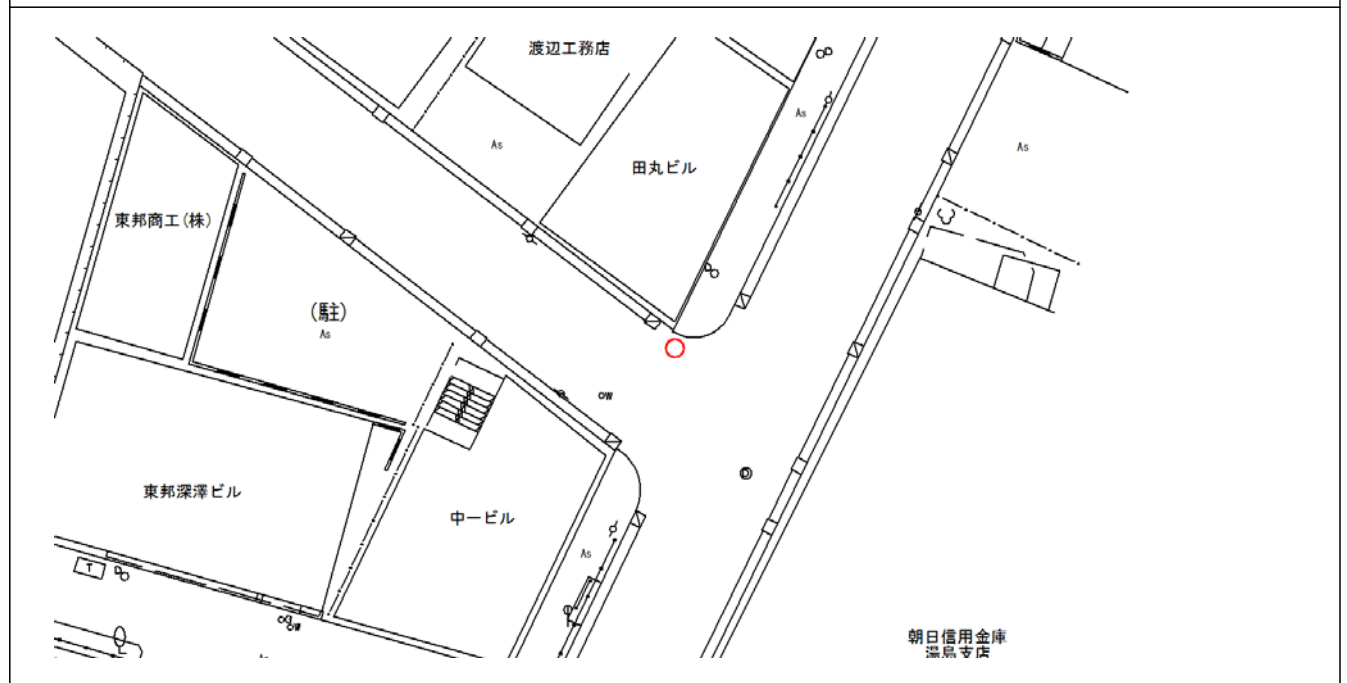 渡辺工務店
As
As
As
田丸ビル
東邦商工(株)
(駐)
As
W
東邦深澤ビル
中一ビル
As
T
W
朝日信用金庫
湯島支店